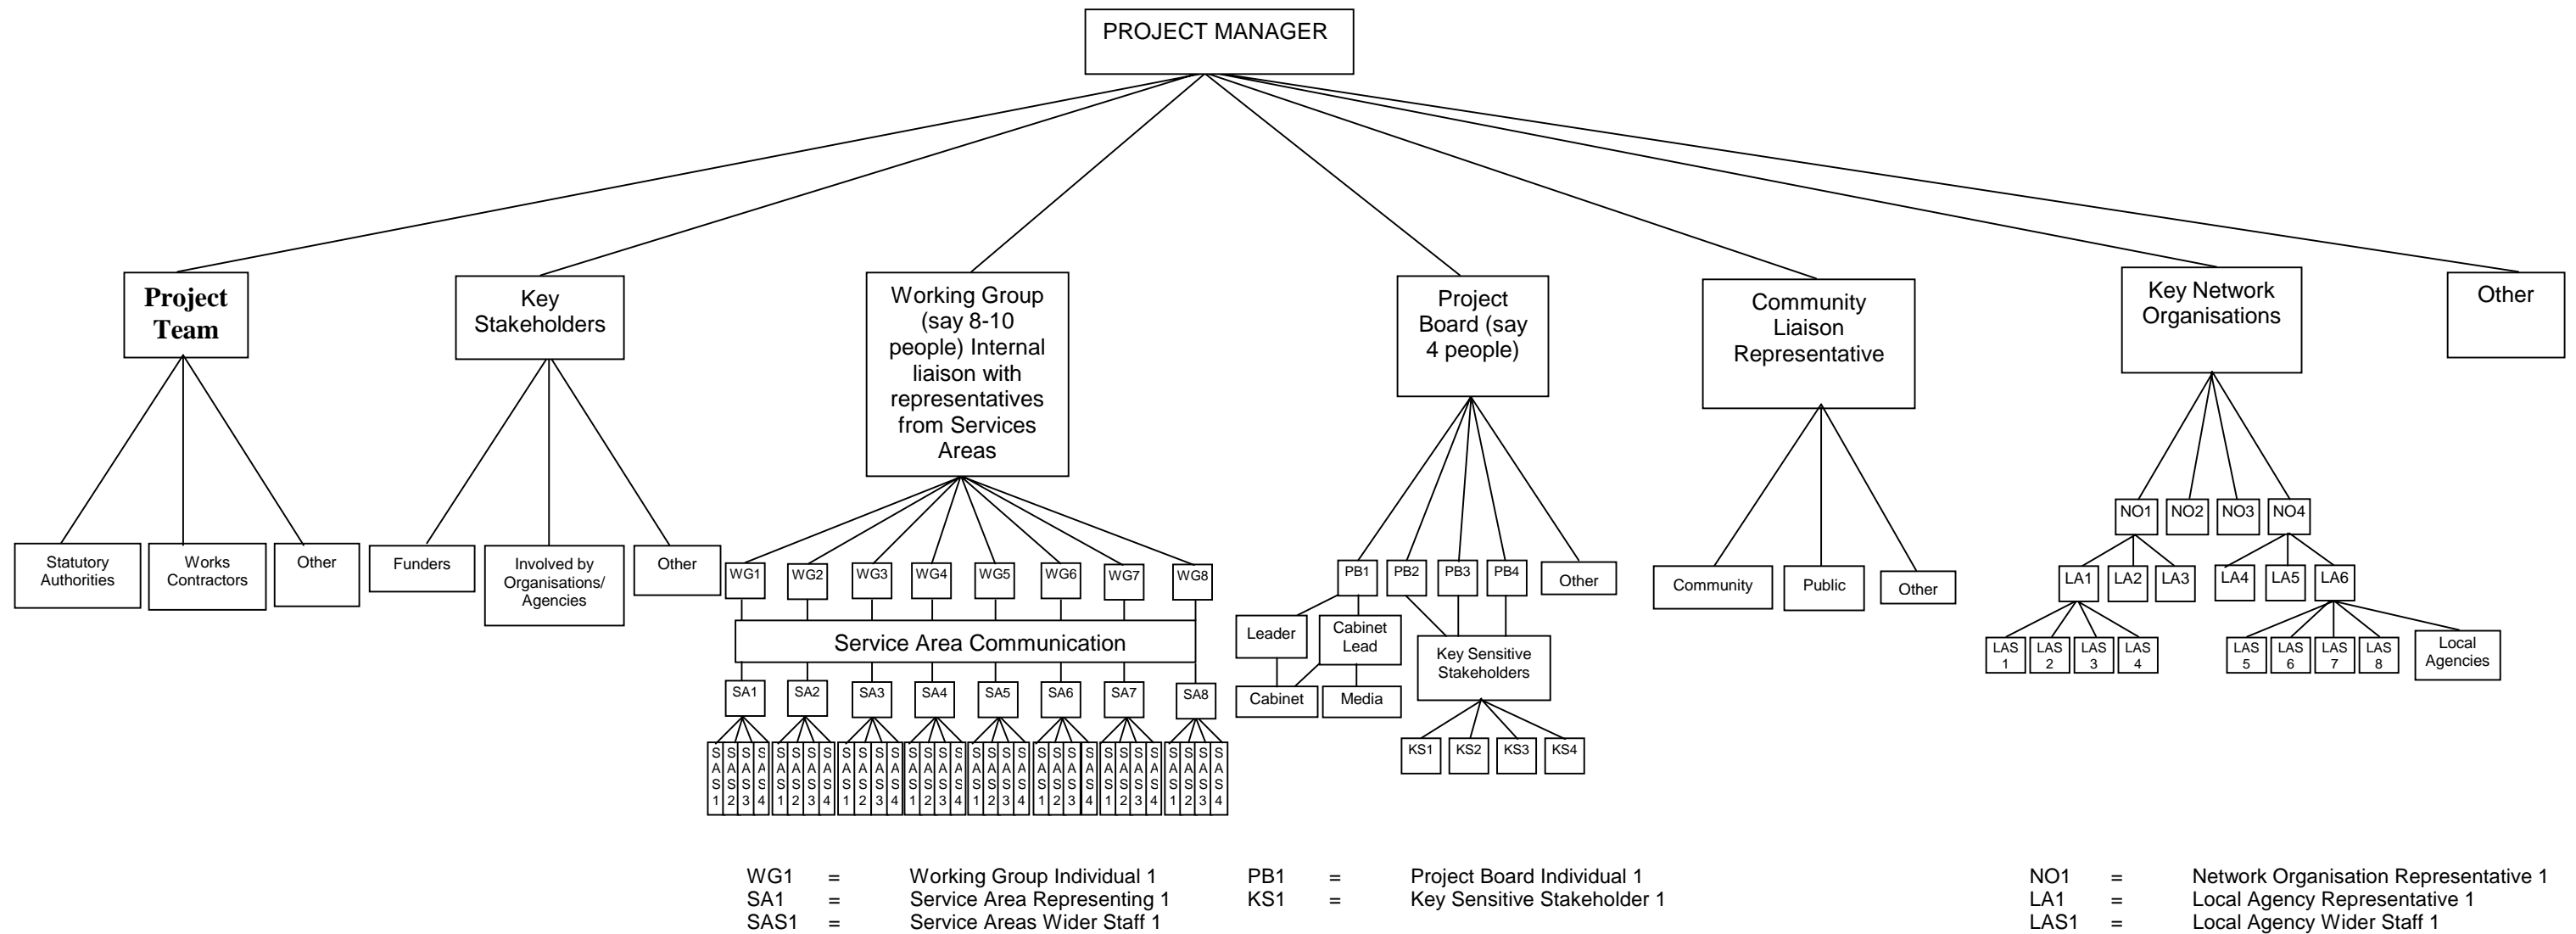 PROJECT MANAGER
Project
Team
Key
Stakeholders
Working Group
(say 8-10
people) Internal
liaison with
representatives
from Services
Areas
Project
Board (say
4 people)
Community
Liaison
Representative
Key Network
Organisations
Other
Statutory
Authorities
Works
Contractors
Other
Funders
Involved by
Organisations/
Agencies
Other
WG1
WG2
WG3
WG4
WG5
WG6
WG7
WG8
Service Area Communication
SA1
SA2
SA3
SA4
SA5
SA6
SA7
SA8
SAS1
SAS2
SAS3
SAS4
SAS1
SAS2
SAS3
SAS4
SAS1
SAS2
SAS3
SAS4
SAS1
SAS2
SAS3
SAS4
SAS1
SAS2
SAS3
SAS4
SAS1
SAS2
SAS3
SAS4
SAS1
SAS2
SAS3
SAS4
SAS1
SAS2
SAS3
SAS4
PB1
PB2
PB3
PB4
Other
Leader
Cabinet
Lead
Key Sensitive
Stakeholders
Cabinet
Media
KS1
KS2
KS3
KS4
Community
Public
Other
NO1
NO2
NO3
NO4
LA1
LA2
LA3
LA4
LA5
LA6
LAS
1
LAS
2
LAS
3
LAS
4
LAS
5
LAS
6
LAS
7
LAS
8
Local
Agencies
WG1 = Working Group Individual 1
SA1 = Service Area Representing 1
SAS1 = Service Areas Wider Staff 1
PB1 = Project Board Individual 1
KS1 = Key Sensitive Stakeholder 1
NO1 = Network Organisation Representative 1
LA1 = Local Agency Representative 1
LAS1 = Local Agency Wider Staff 1